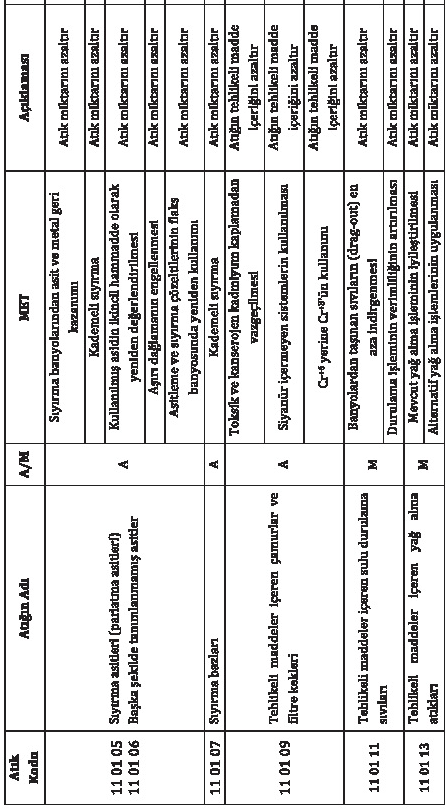 Atık Kodu | Atığın Adı | A/M | MET | Açıklaması
11 01 05
11 01 06
Sıyırma asitleri (parlatma asitleri)
Başka şekilde tanımlanmamış asitler
A
Sıyırma banyolarından asit ve metal geri
kazanımı
Atık miktarını azaltır
Kademeli sıyırma
Atık miktarını azaltır
Kullanılmış asidin ikincil hammadde olarak
yeniden değerlendirilmesi
Atık miktarını azaltır
Aşırı dağlamanın engellenmesi
Atık miktarını azaltır
Asitleme ve sıyırma çözeltilerinin flaks
banyosunda yeniden kullanımı
Atık miktarını azaltır
11 01 07
Sıyırma bazları
A
Kademeli sıyırma
Atık miktarını azaltır
11 01 09
Tehlikeli maddeler içeren çamurlar ve
filtre kekleri
A
Toksik ve kanserojen kadmiyum kaplamadan
vazgeçilmesi
Atığın tehlikeli madde
içeriğini azaltır
Siyanür içermeyen sistemlerin kullanılması
Atığın tehlikeli madde
içeriğini azaltır
Cr+6 yerine Cr+3'ün kullanımı
Atığın tehlikeli madde
içeriğini azaltır
11 01 11
Tehlikeli maddeler içeren sulu durulama
sıvıları
M
Banyolardan taşınan sıvıların (drag-out) en
aza indirgenmesi
Atık miktarını azaltır
Durulama işleminin verimliliğinin artırılması
Atık miktarını azaltır
11 01 13
Tehlikeli maddeler içeren yağ alma
atıkları
M
Mevcut yağ alma işleminin iyileştirilmesi
Atık miktarını azaltır
Alternatif yağ alma işlemlerinin uygulanması
Atık miktarını azaltır